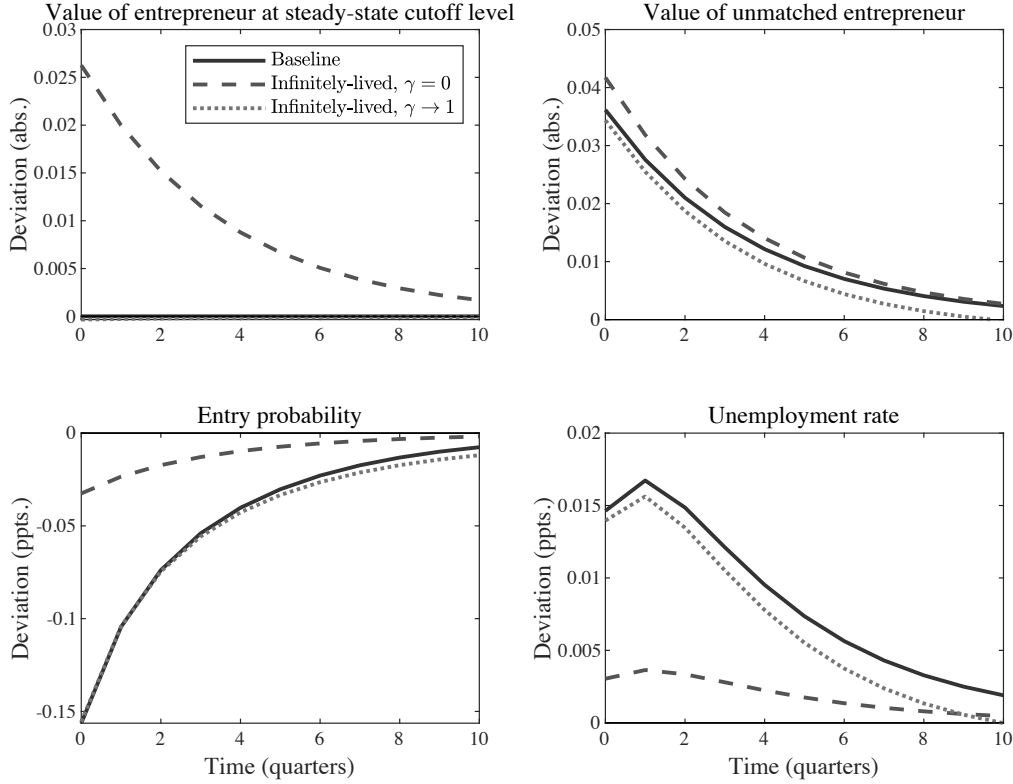 Value of entrepreneur at steady-state cutoff level
0.03
0.025
0.02
0.015
0.01
0.005
0
Deviation (abs.)
Baseline
Infinitely-lived, γ = 0
Infinitely-lived, γ → 1
0 2 4 6 8 10
Value of unmatched entrepreneur
0.05
0.04
0.03
0.02
0.01
0
Deviation (abs.)
0 2 4 6 8 10
Entry probability
0
-0.05
-0.1
-0.15
Deviation (ppts.)
0 2 4 6 8 10
Time (quarters)
Unemployment rate
0.02
0.015
0.01
0.005
0
Deviation (ppts.)
0 2 4 6 8 10
Time (quarters)